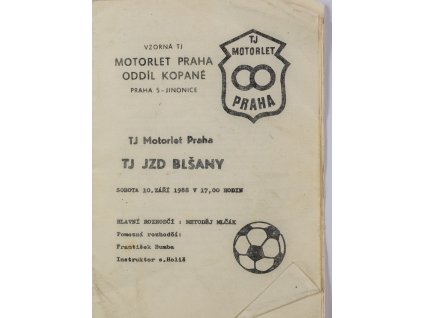 VZORNÁ TJ
MOTORLET PRAHA
ODDÍL KOPANÉ
PRAHA 5-JINONICE
TJ
MOTORLET
PRAHA
TJ Motorlet Praha
TJ JZD BLŠANY
SOBOTA 10.ZÁŘÍ 1988 V 17,00 HODIN
HLAVNÍ ROZHODČÍ : METODĚJ MLČÁK
Pomezní rozhodčí:
František Bumba
Instruktor s.Holiš